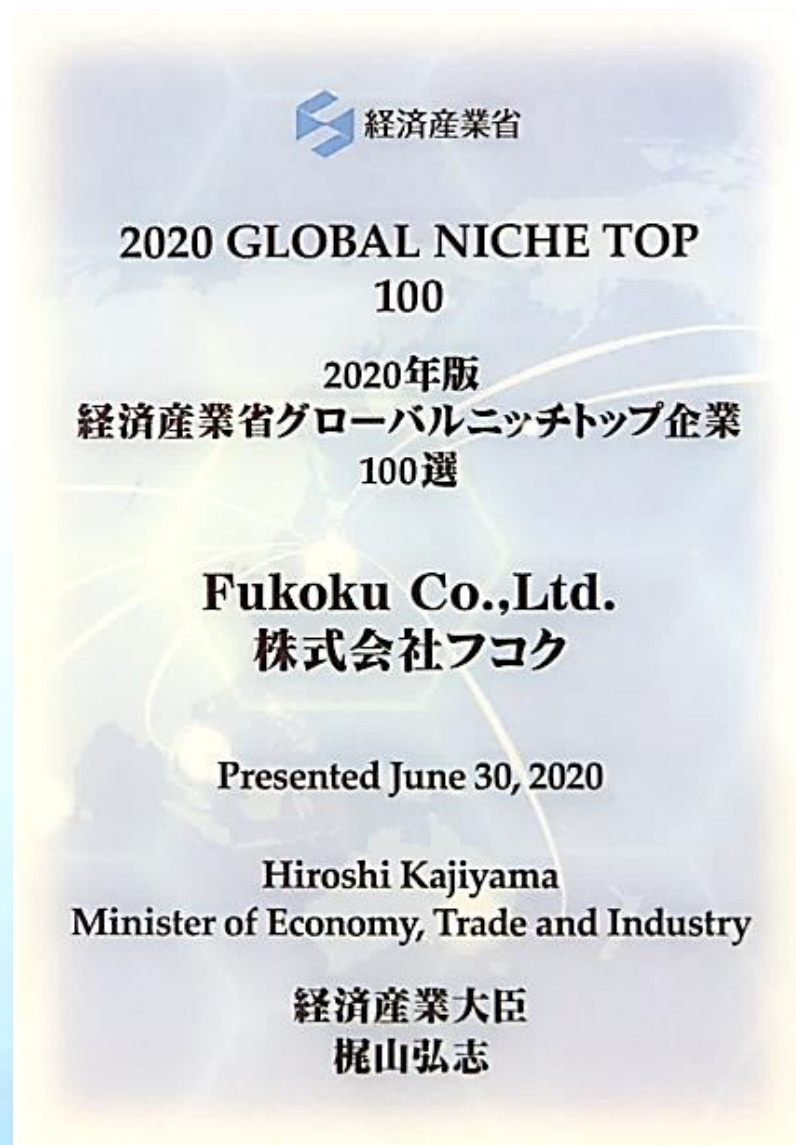 経済産業省
2020 GLOBAL NICHE TOP
100
2020年版
経済産業省グローバルニッチトップ企業
100選
Fukoku Co.,Ltd.
株式会社フコク
Presented June 30, 2020
Hiroshi Kajiyama
Minister of Economy, Trade and Industry
経済産業大臣
梶山弘志